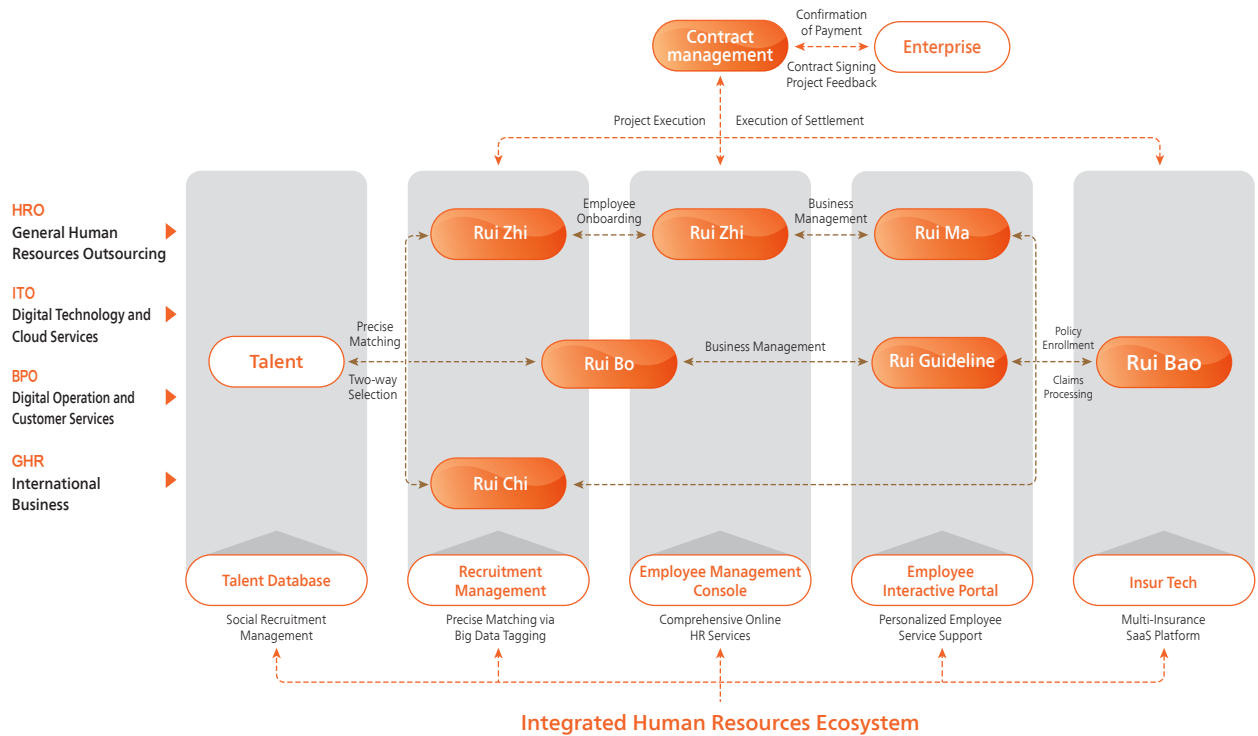 Contract
management
Confirmation
of Payment
Enterprise
Contract Signing
Project Feedback
Project Execution
Execution of Settlement
HRO
General Human
Resources Outsourcing
ITO
Digital Technology and
Cloud Services
BPO
Digital Operation and
Customer Services
GHR
International
Business
Rui Zhi
Employee
Onboarding
Rui Zhi
Business
Management
Rui Ma
Talent
Precise
Matching
Two-way
Selection
Rui Bo
Business Management
Rui Guideline
Policy
Enrollment
Claims
Processing
Rui Bao
Rui Chi
Talent Database
Recruitment
Management
Employee Management
Console
Employee
Interactive Portal
Insur Tech
Social Recruitment
Management
Precise Matching via
Big Data Tagging
Comprehensive Online
HR Services
Personalized Employee
Service Support
Multi-Insurance
SaaS Platform
Integrated Human Resources Ecosystem